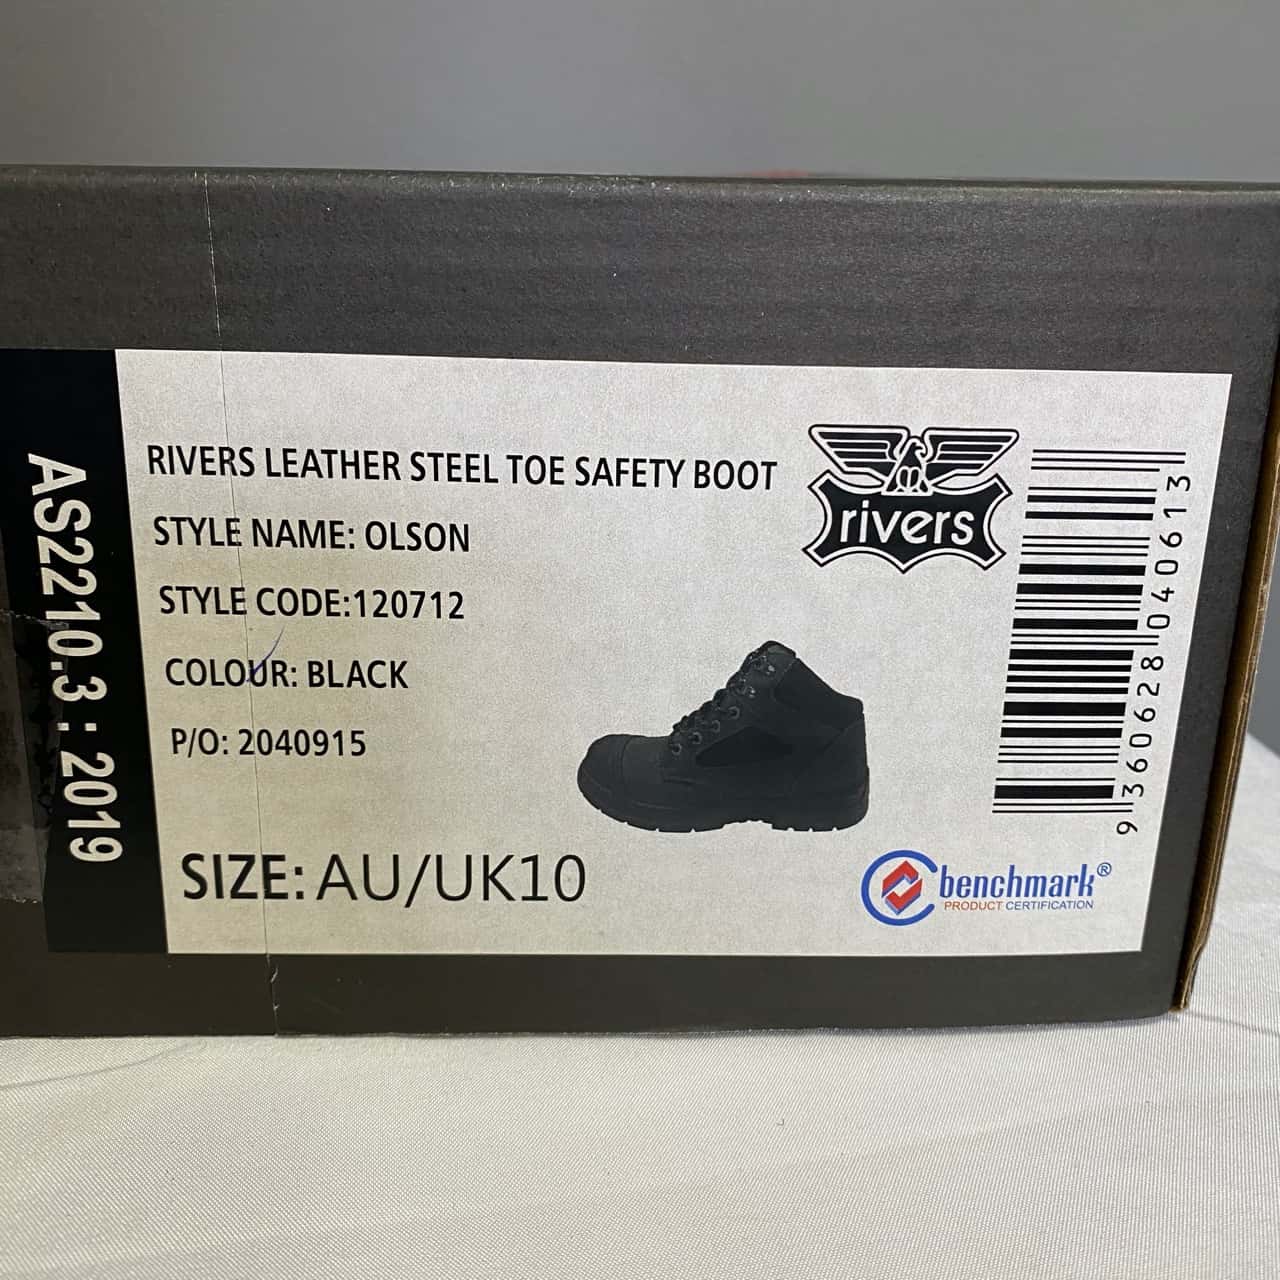 AS2210.3 : 2019
RIVERS LEATHER STEEL TOE SAFETY BOOT
STYLE NAME: OLSON
STYLE CODE:120712
COLOUR: BLACK
P/O: 2040915
SIZE: AU/UK10
rivers
9 360628 040613
benchmark®
PRODUCT CERTIFICATION